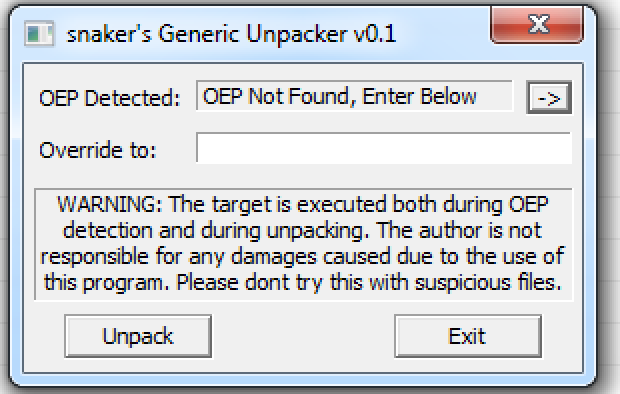 snaker's Generic Unpacker v0.1
OEP Detected: OEP Not Found, Enter Below ->
Override to:
WARNING: The target is executed both during OEP
detection and during unpacking. The author is not
responsible for any damages caused due to the use of
this program. Please dont try this with suspicious files.
Unpack Exit